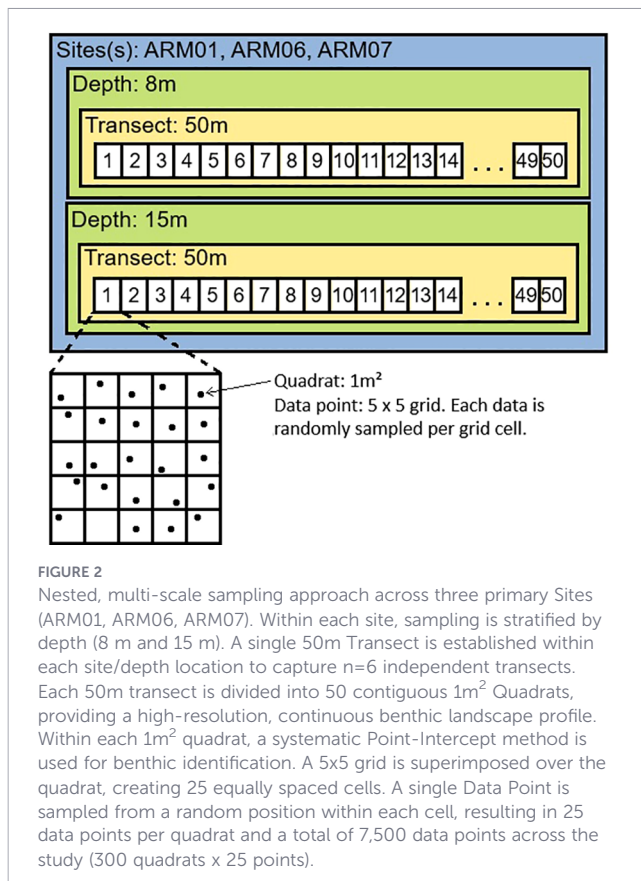 Sites(s): ARM01, ARM06, ARM07
Depth: 8m
Transect: 50m
1 2 3 4 5 6 7 8 9 10 11 12 13 14 ... 49 50
Depth: 15m
Transect: 50m
1 2 3 4 5 6 7 8 9 10 11 12 13 14 ... 49 50
Quadrat: 1m²
Data point: 5 x 5 grid. Each data is
randomly sampled per grid cell.
FIGURE 2
Nested, multi-scale sampling approach across three primary Sites
(ARM01, ARM06, ARM07). Within each site, sampling is stratified by
depth (8 m and 15 m). A single 50m Transect is established within
each site/depth location to capture n=6 independent transects.
Each 50m transect is divided into 50 contiguous 1m² Quadrats,
providing a high-resolution, continuous benthic landscape profile.
Within each 1m² quadrat, a systematic Point-Intercept method is
used for benthic identification. A 5x5 grid is superimposed over the
quadrat, creating 25 equally spaced cells. A single Data Point is
sampled from a random position within each cell, resulting in 25
data points per quadrat and a total of 7,500 data points across the
study (300 quadrats x 25 points).